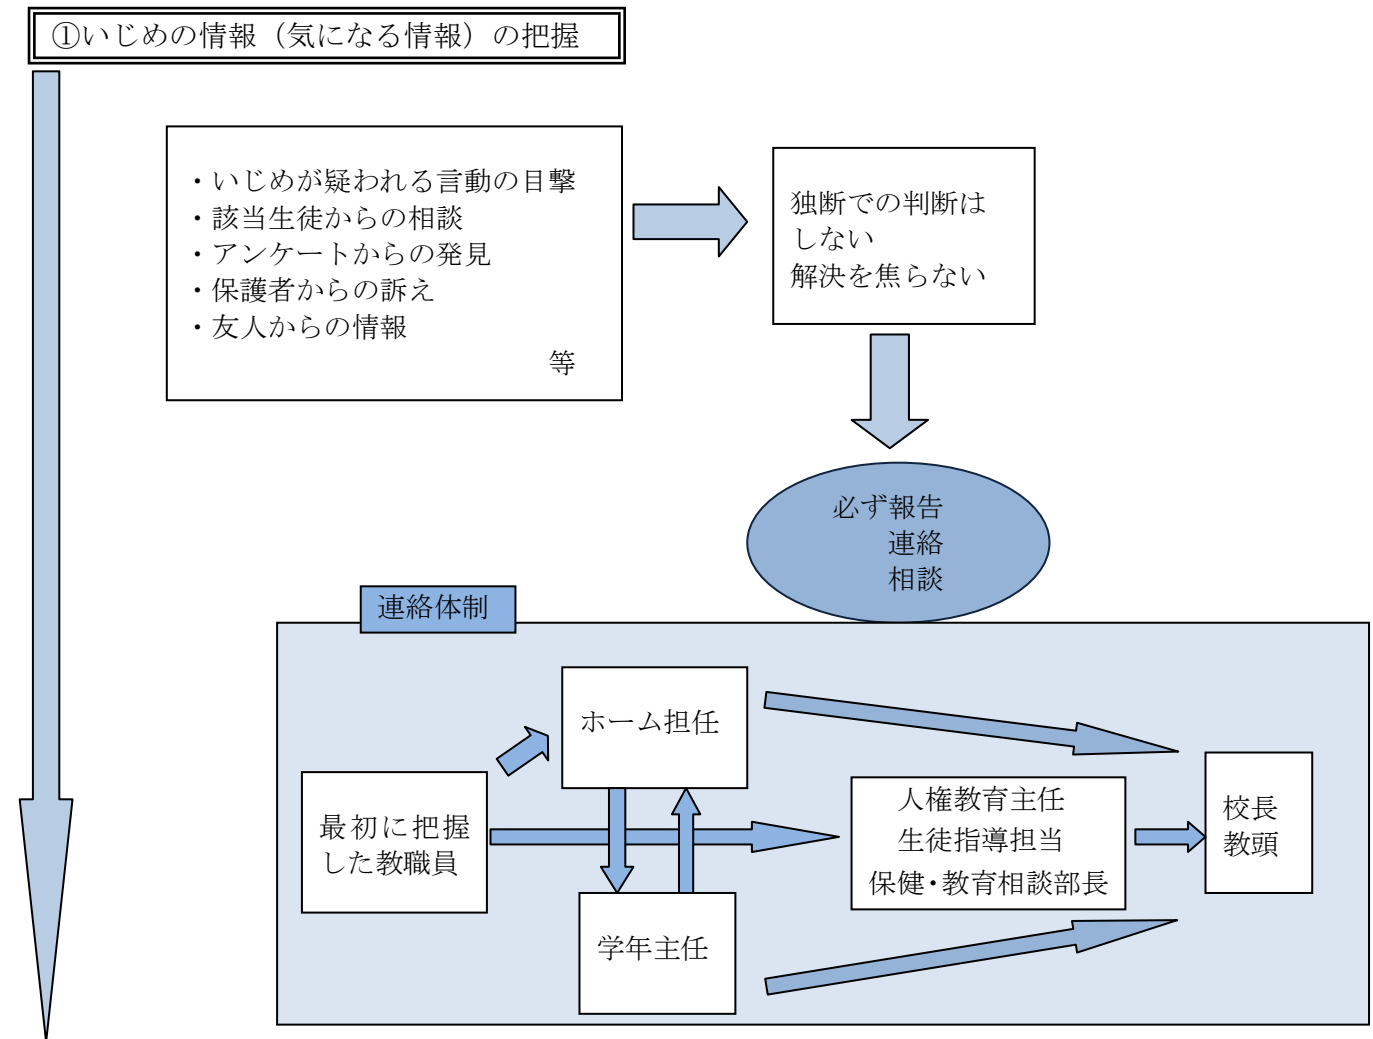 ①いじめの情報（気になる情報）の把握
・いじめが疑われる言動の目撃
・該当生徒からの相談
・アンケートからの発見
・保護者からの訴え
・友人からの情報
等
独断での判断は
しない
解決を焦らない
必ず報告
連絡
相談
連絡体制
ホーム担任
最初に把握
した教職員
学年主任
人権教育主任
生徒指導担当
保健・教育相談部長
校長
教頭